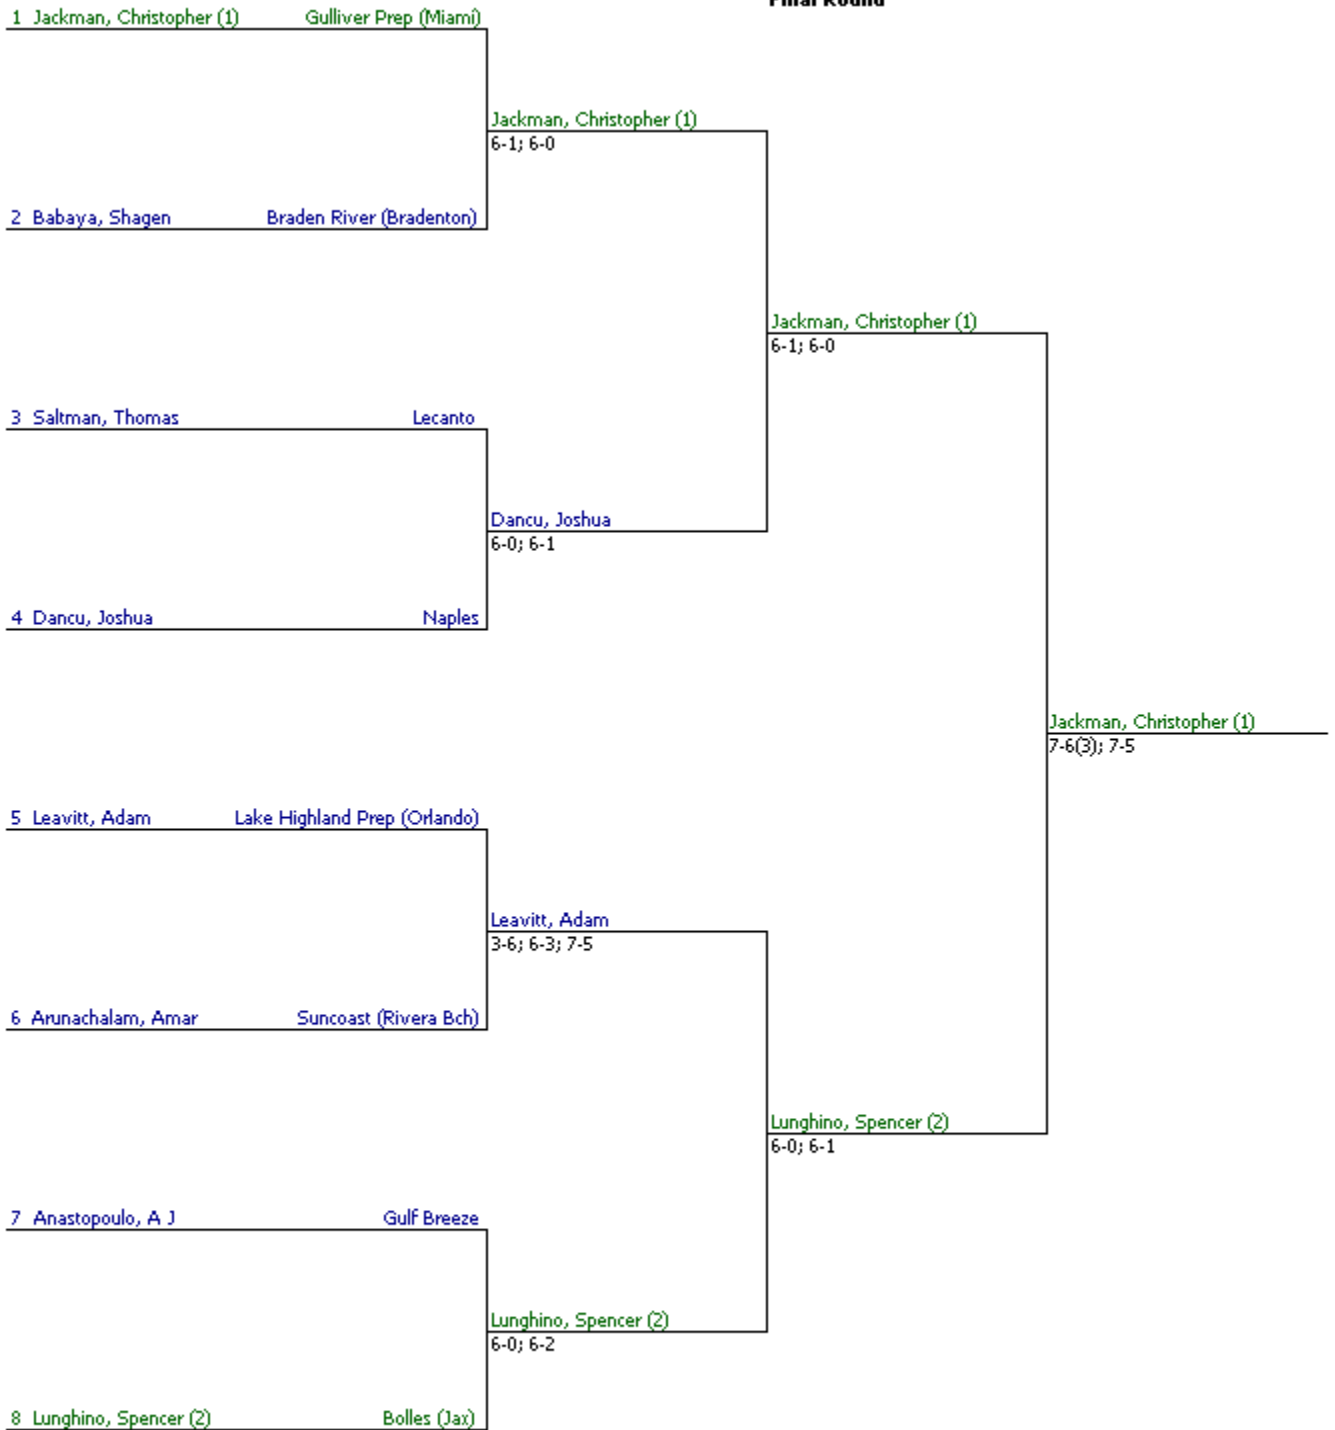 Final Round
1 Jackman, Christopher (1) Gulliver Prep (Miami)
Jackman, Christopher (1)
6-1; 6-0
2 Babaya, Shagen Braden River (Bradenton)
Jackman, Christopher (1)
6-1; 6-0
3 Saltman, Thomas Lecanto
Dancu, Joshua
6-0; 6-1
4 Dancu, Joshua Naples
Jackman, Christopher (1)
7-6(3); 7-5
5 Leavitt, Adam Lake Highland Prep (Orlando)
Leavitt, Adam
3-6; 6-3; 7-5
6 Arunachalam, Amar Suncoast (Rivera Bch)
Lunghino, Spencer (2)
6-0; 6-1
7 Anastopoulo, A J Gulf Breeze
Lunghino, Spencer (2)
6-0; 6-2
8 Lunghino, Spencer (2) Bolles (Jax)